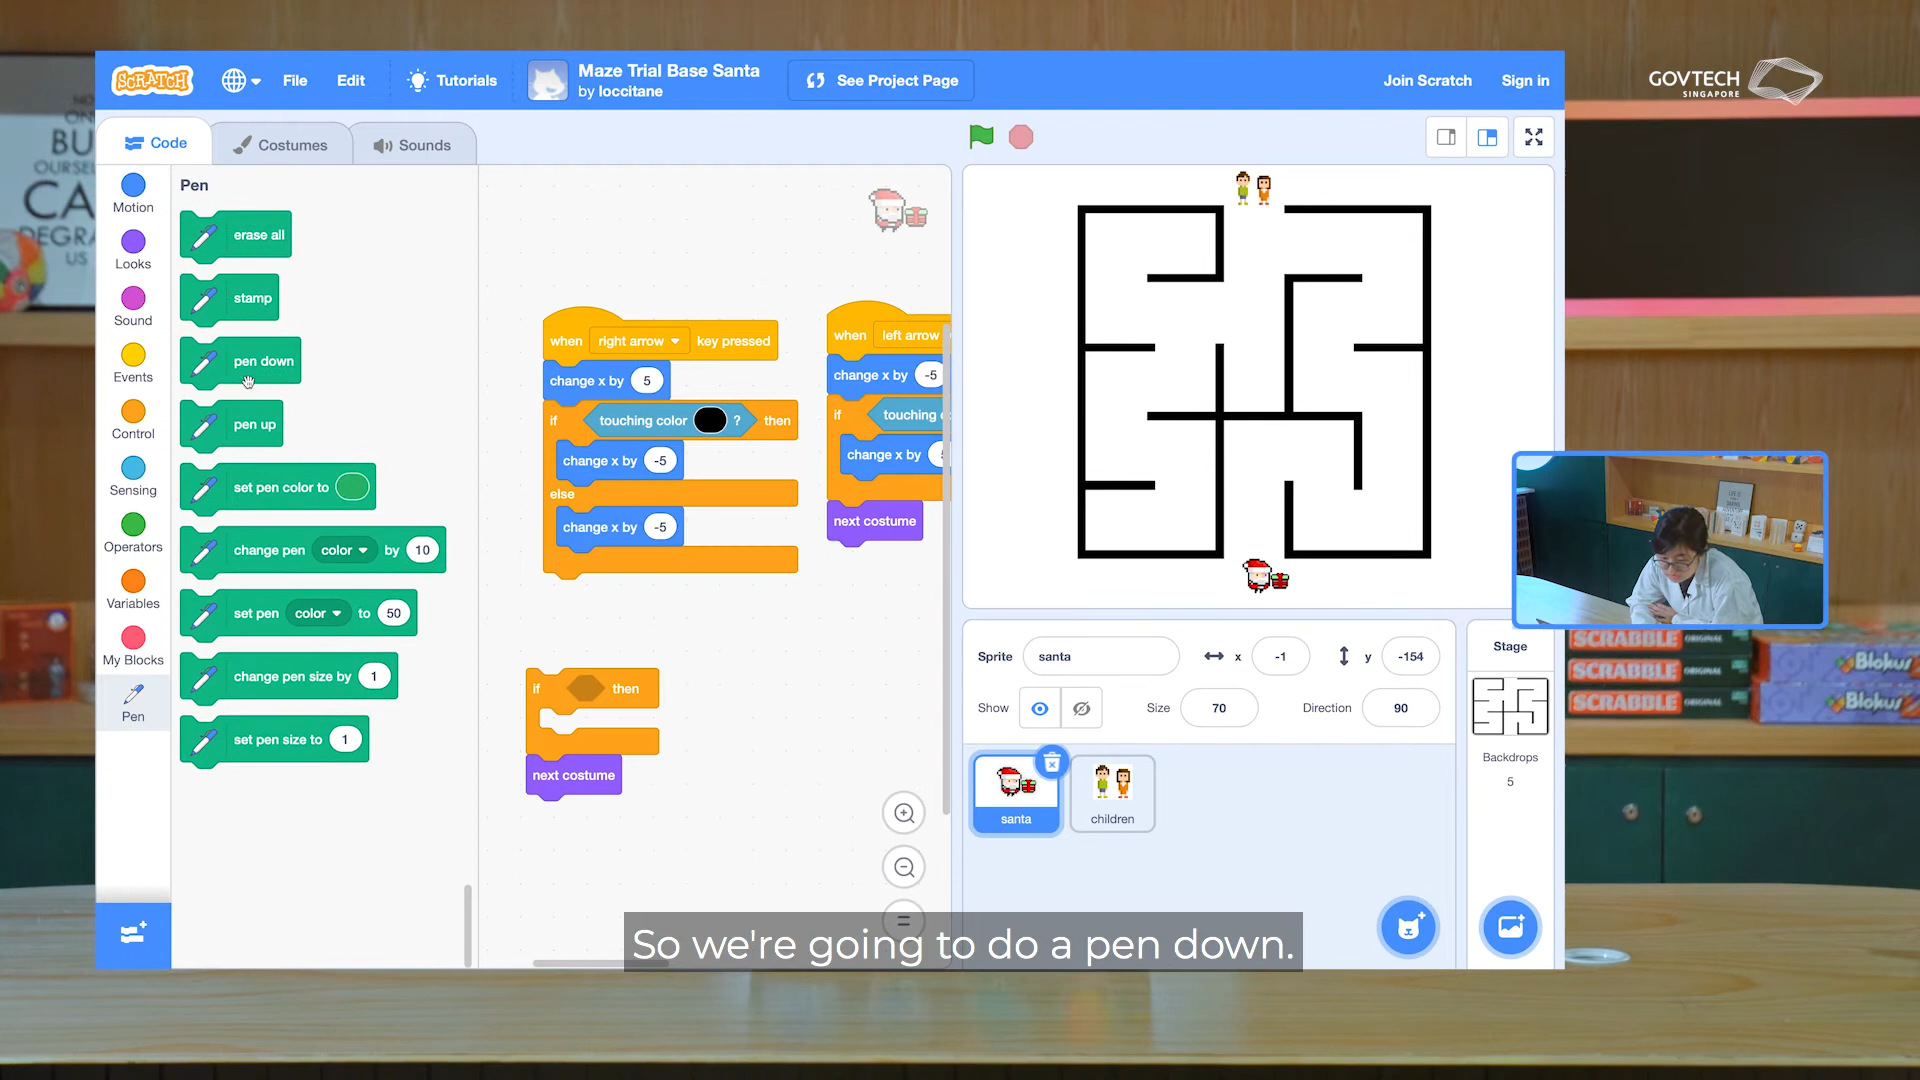 SCRATCH
File
Edit
Tutorials
Maze Trial Base Santa
by loccitane
See Project Page
Join Scratch
Sign in
GOVTECH
SINGAPORE
Code
Costumes
Sounds
Motion
Looks
Sound
Events
Control
Sensing
Operators
Variables
My Blocks
Pen
Pen
erase all
stamp
pen down
pen up
set pen color to
change pen color by 10
set pen color to 50
change pen size by 1
set pen size to 1
when right arrow key pressed
change x by 5
if touching color ? then
change x by -5
else
change x by -5
when left arrow
change x by -5
if touching
change x by
next costume
if then
next costume
Sprite santa
x -1
y -154
Show
Size 70
Direction 90
santa
children
Stage
Backdrops
5
So we're going to do a pen down.
SCRABBLE ORIGINAL
SCRABBLE ORIGINAL
SCRABBLE ORIGINAL
Blokus
Blokus